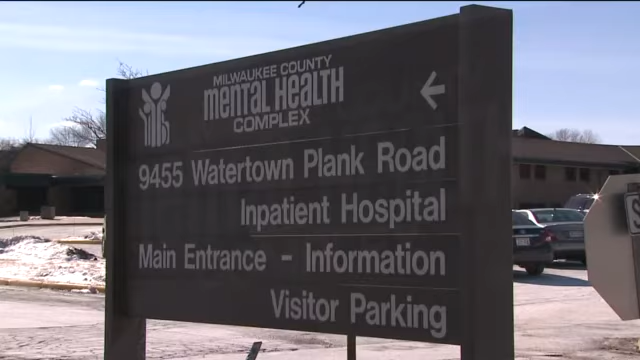 MILWAUKEE COUNTY
mental Health
COMPLEX
9455 Watertown Plank Road
Inpatient Hospital
Main Entrance - Information
Visitor Parking